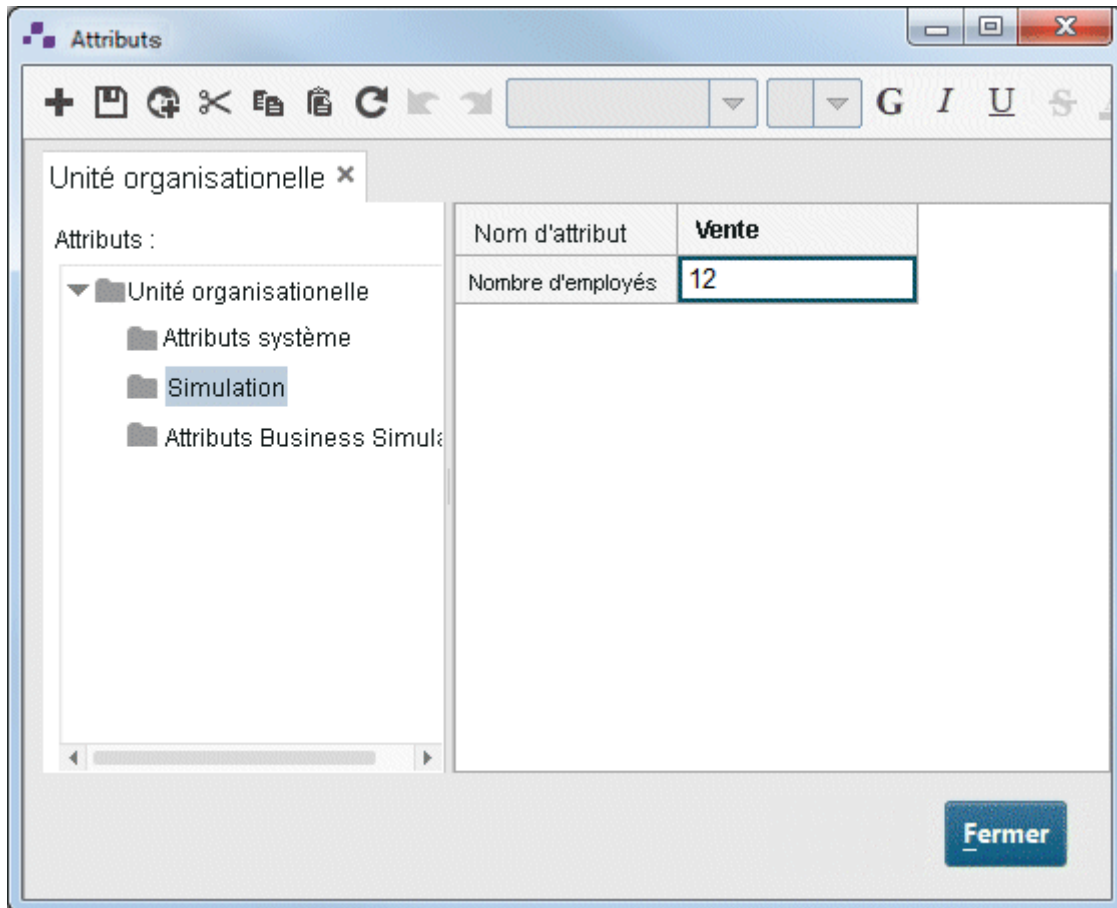 Attributs
G I U S
Unité organisationelle
Attributs :
Nom d'attribut Vente
Unité organisationelle
Nombre d'employés 12
Attributs système
Simulation
Attributs Business Simula
Fermer